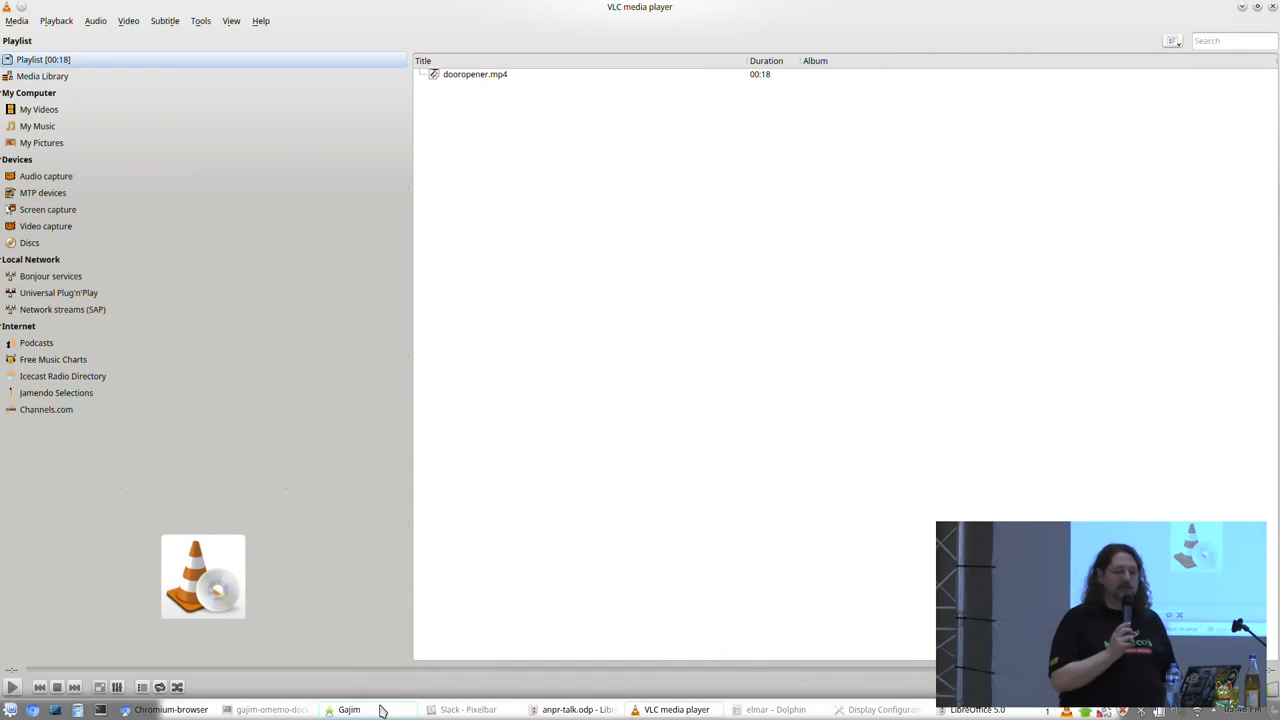 VLC media player
Media Playback Audio Video Subtitle Tools View Help
Playlist
Search
Playlist [00:18]
Title Duration Album
dooropener.mp4 00:18
Media Library
My Computer
My Videos
My Music
My Pictures
Devices
Audio capture
MTP devices
Screen capture
Video capture
Discs
Local Network
Bonjour services
Universal Plug'n'Play
Network streams (SAP)
Internet
Podcasts
Free Music Charts
Icecast Radio Directory
Jamendo Selections
Channels.com
--:--
Chromium-browser gajim-omemo-doc Gajim Slack - Pixelbar anpr-talk.odp - Libr VLC media player elmar – Dolphin Display Configurat LibreOffice 5.0 1